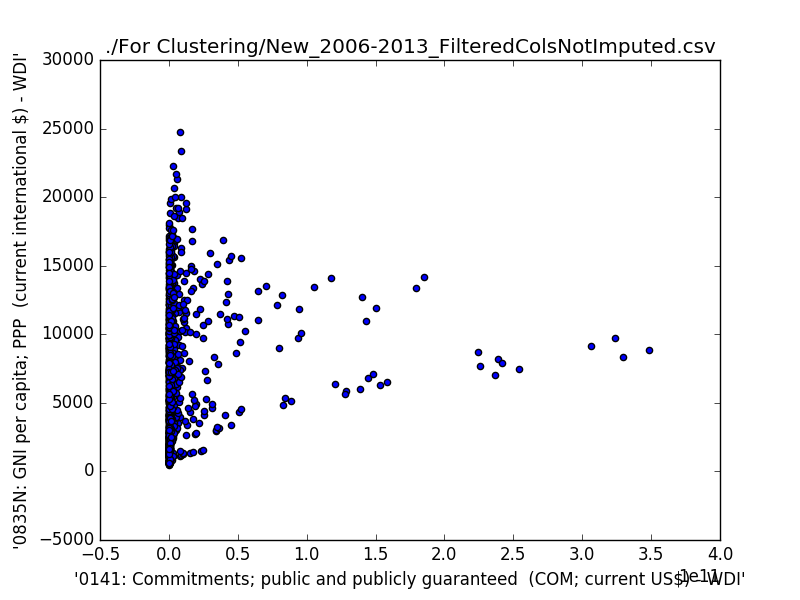 ./For Clustering/New_2006-2013_FilteredColsNotImputed.csv
'0835N: GNI per capita; PPP  (current international $) - WDI'
30000
25000
20000
15000
10000
5000
0
−5000
−0.5 0.0 0.5 1.0 1.5 2.0 2.5 3.0 3.5 4.0
1e11
'0141: Commitments; public and publicly guaranteed  (COM; current US$) - WDI'